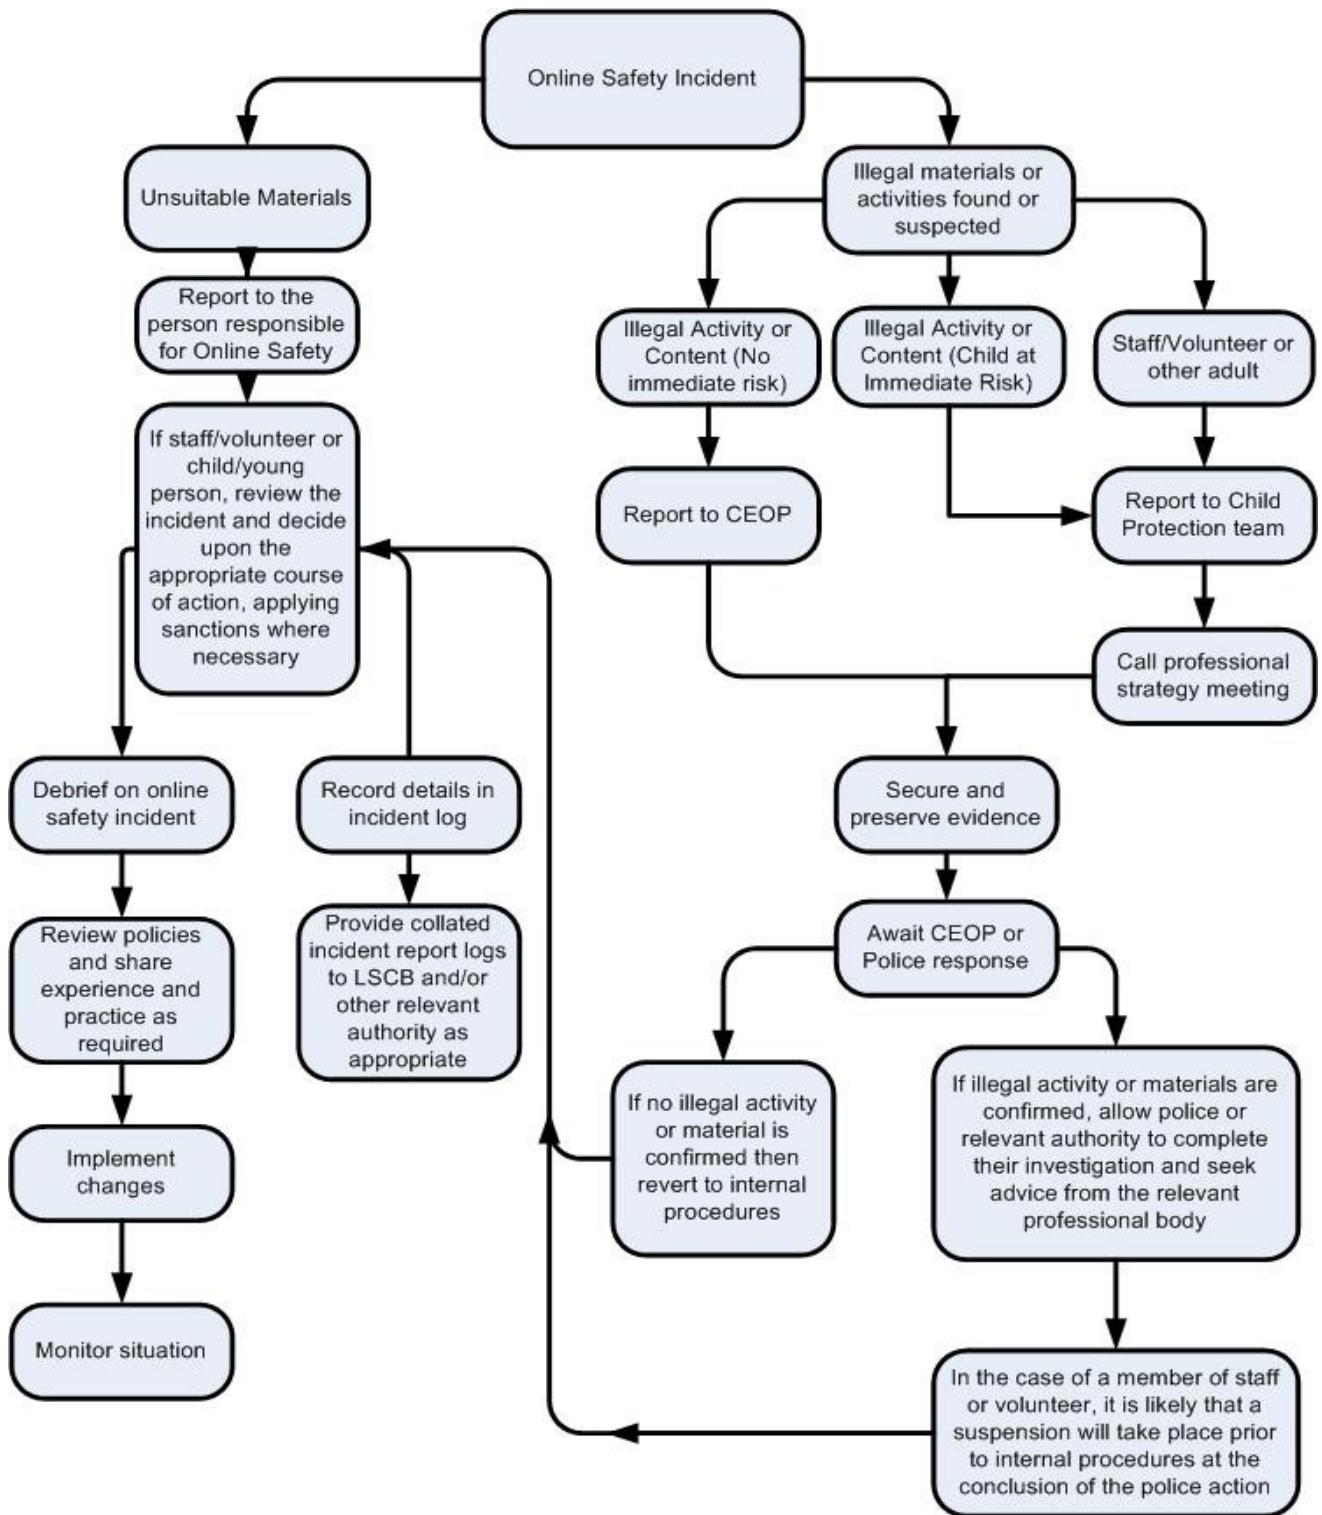 Online Safety Incident
Unsuitable Materials
Report to the
person responsible
for Online Safety
If staff/volunteer or
child/young
person, review the
incident and decide
upon the
appropriate course
of action, applying
sanctions where
necessary
Debrief on online
safety incident
Review policies
and share
experience and
practice as
required
Implement
changes
Monitor situation
Record details in
incident log
Provide collated
incident report logs
to LSCB and/or
other relevant
authority as
appropriate
Illegal materials or
activities found or
suspected
Illegal Activity or
Content (No
immediate risk)
Illegal Activity or
Content (Child at
Immediate Risk)
Staff/Volunteer or
other adult
Report to CEOP
Report to Child
Protection team
Call professional
strategy meeting
Secure and
preserve evidence
Await CEOP or
Police response
If no illegal activity
or material is
confirmed then
revert to internal
procedures
If illegal activity or materials are
confirmed, allow police or
relevant authority to complete
their investigation and seek
advice from the relevant
professional body
In the case of a member of staff
or volunteer, it is likely that a
suspension will take place prior
to internal procedures at the
conclusion of the police action